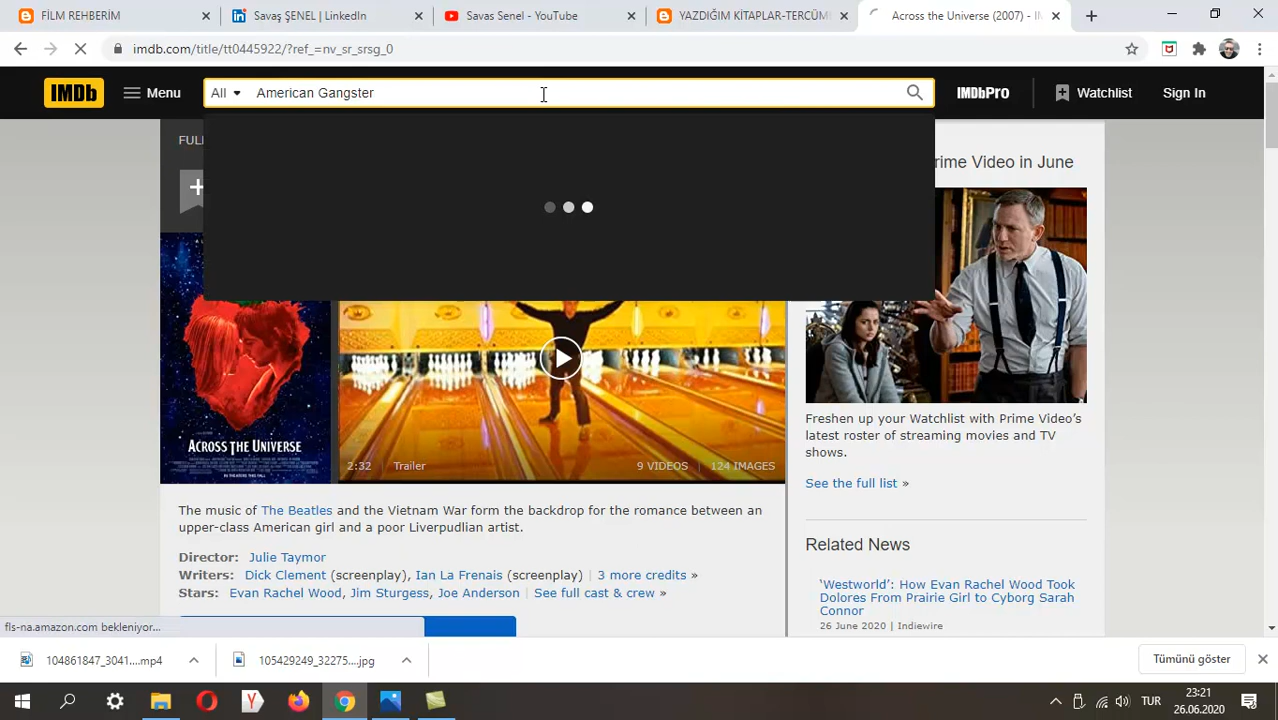 FİLM REHBERİM
Savaş ŞENEL | LinkedIn
Savas Senel - YouTube
YAZDIĞIM KİTAPLAR-TERCÜM
Across the Universe (2007) - IM
imdb.com/title/tt0445922/?ref_=nv_sr_srsg_0
IMDb
Menu
All
American Gangster
IMDbPro
Watchlist
Sign In
FULL
rime Video in June
ACROSS THE UNIVERSE
2:32 Trailer
9 VIDEOS | 124 IMAGES
Freshen up your Watchlist with Prime Video's
latest roster of streaming movies and TV
shows.
See the full list »
The music of The Beatles and the Vietnam War form the backdrop for the romance between an
upper-class American girl and a poor Liverpudlian artist.
Director: Julie Taymor
Writers: Dick Clement (screenplay), Ian La Frenais (screenplay) | 3 more credits »
Stars: Evan Rachel Wood, Jim Sturgess, Joe Anderson | See full cast & crew »
Related News
'Westworld': How Evan Rachel Wood Took
Dolores From Prairie Girl to Cyborg Sarah
Connor
26 June 2020 | Indiewire
fls-na.amazon.com bekleniyor...
104861847_3041....mp4
105429249_32275....jpg
Tümünü göster
TUR
23:21
26.06.2020